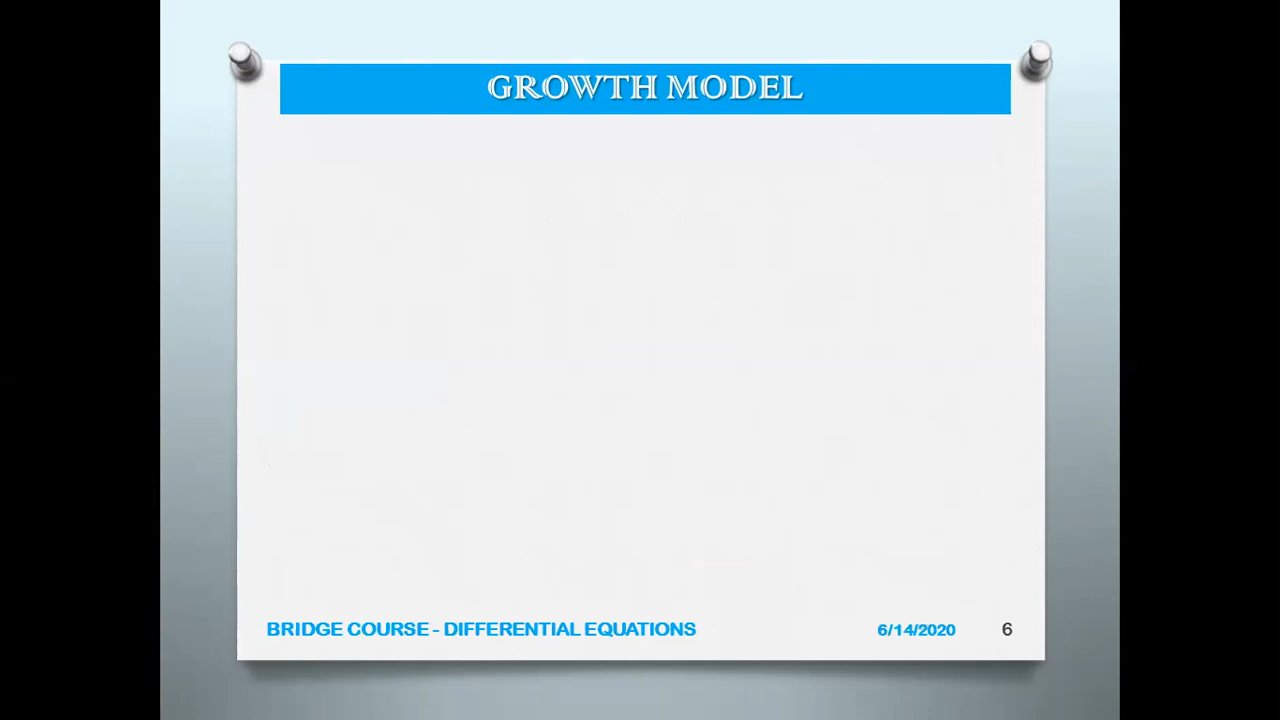 GROWTH MODEL
BRIDGE COURSE - DIFFERENTIAL EQUATIONS 6/14/2020 6